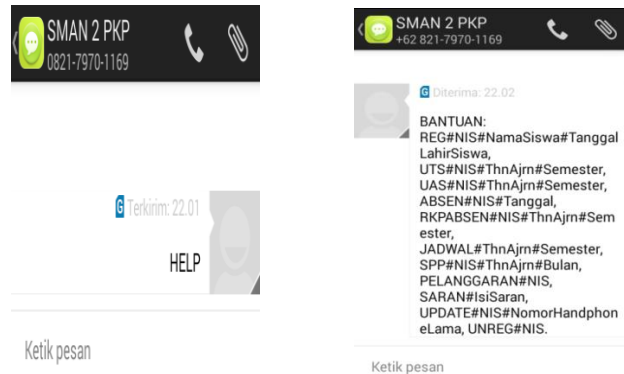 SMAN 2 PKP
0821-7970-1169
Terkirim: 22.01
HELP
Ketik pesan
SMAN 2 PKP
+62 821-7970-1169
Diterima: 22.02
BANTUAN:
REG#NIS#NamaSiswa#Tanggal
LahirSiswa,
UTS#NIS#ThnAjrn#Semester,
UAS#NIS#ThnAjrn#Semester,
ABSEN#NIS#Tanggal,
RKPABSEN#NIS#ThnAjrn#Sem
ester,
JADWAL#ThnAjrn#Semester,
SPP#NIS#ThnAjrn#Bulan,
PELANGGARAN#NIS,
SARAN#IsiSaran,
UPDATE#NIS#NomorHandphon
eLama, UNREG#NIS.
Ketik pesan